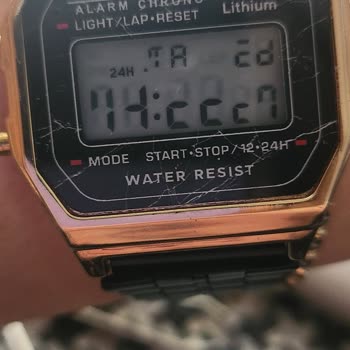 ALARM CHRONO
Lithium
LIGHT/LAP•RESET
24H
MODE START•STOP/12•24H
WATER RESIST